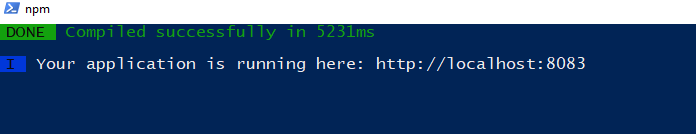 npm
DONE Compiled successfully in 5231ms
I Your application is running here: http://localhost:8083